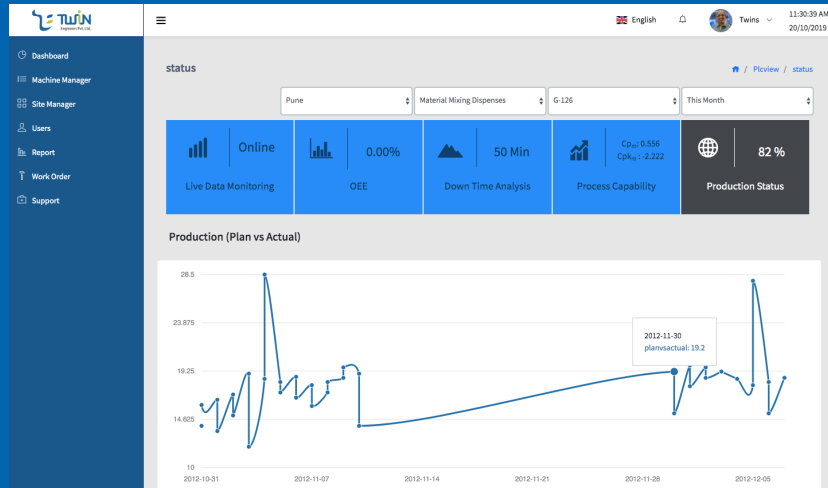 TWIN
Engineers Pvt. Ltd.
English
Twins
11:30:39 AM
20/10/2019
Dashboard
Machine Manager
Site Manager
Users
Report
Work Order
Support
status
/ Plcview / status
Pune
Material Mixing Dispenses
G-126
This Month
Online
Live Data Monitoring
0.00%
OEE
50 Min
Down Time Analysis
Cpm: 0.556
Cpkm : -2.222
Process Capability
82 %
Production Status
Production (Plan vs Actual)
28.5
23.875
19.25
14.625
10
2012-11-30
planvsactual: 19.2
2012-10-31
2012-11-07
2012-11-14
2012-11-21
2012-11-28
2012-12-05